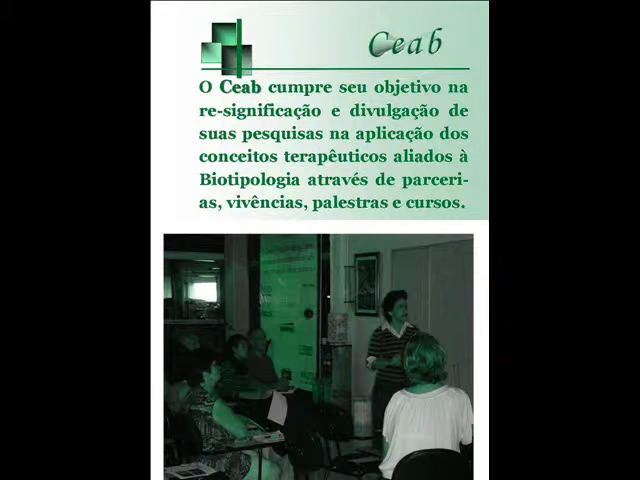 Ceab
O Ceab cumpre seu objetivo na
re-significação e divulgação de
suas pesquisas na aplicação dos
conceitos terapêuticos aliados à
Biotipologia através de parceri-
as, vivências, palestras e cursos.